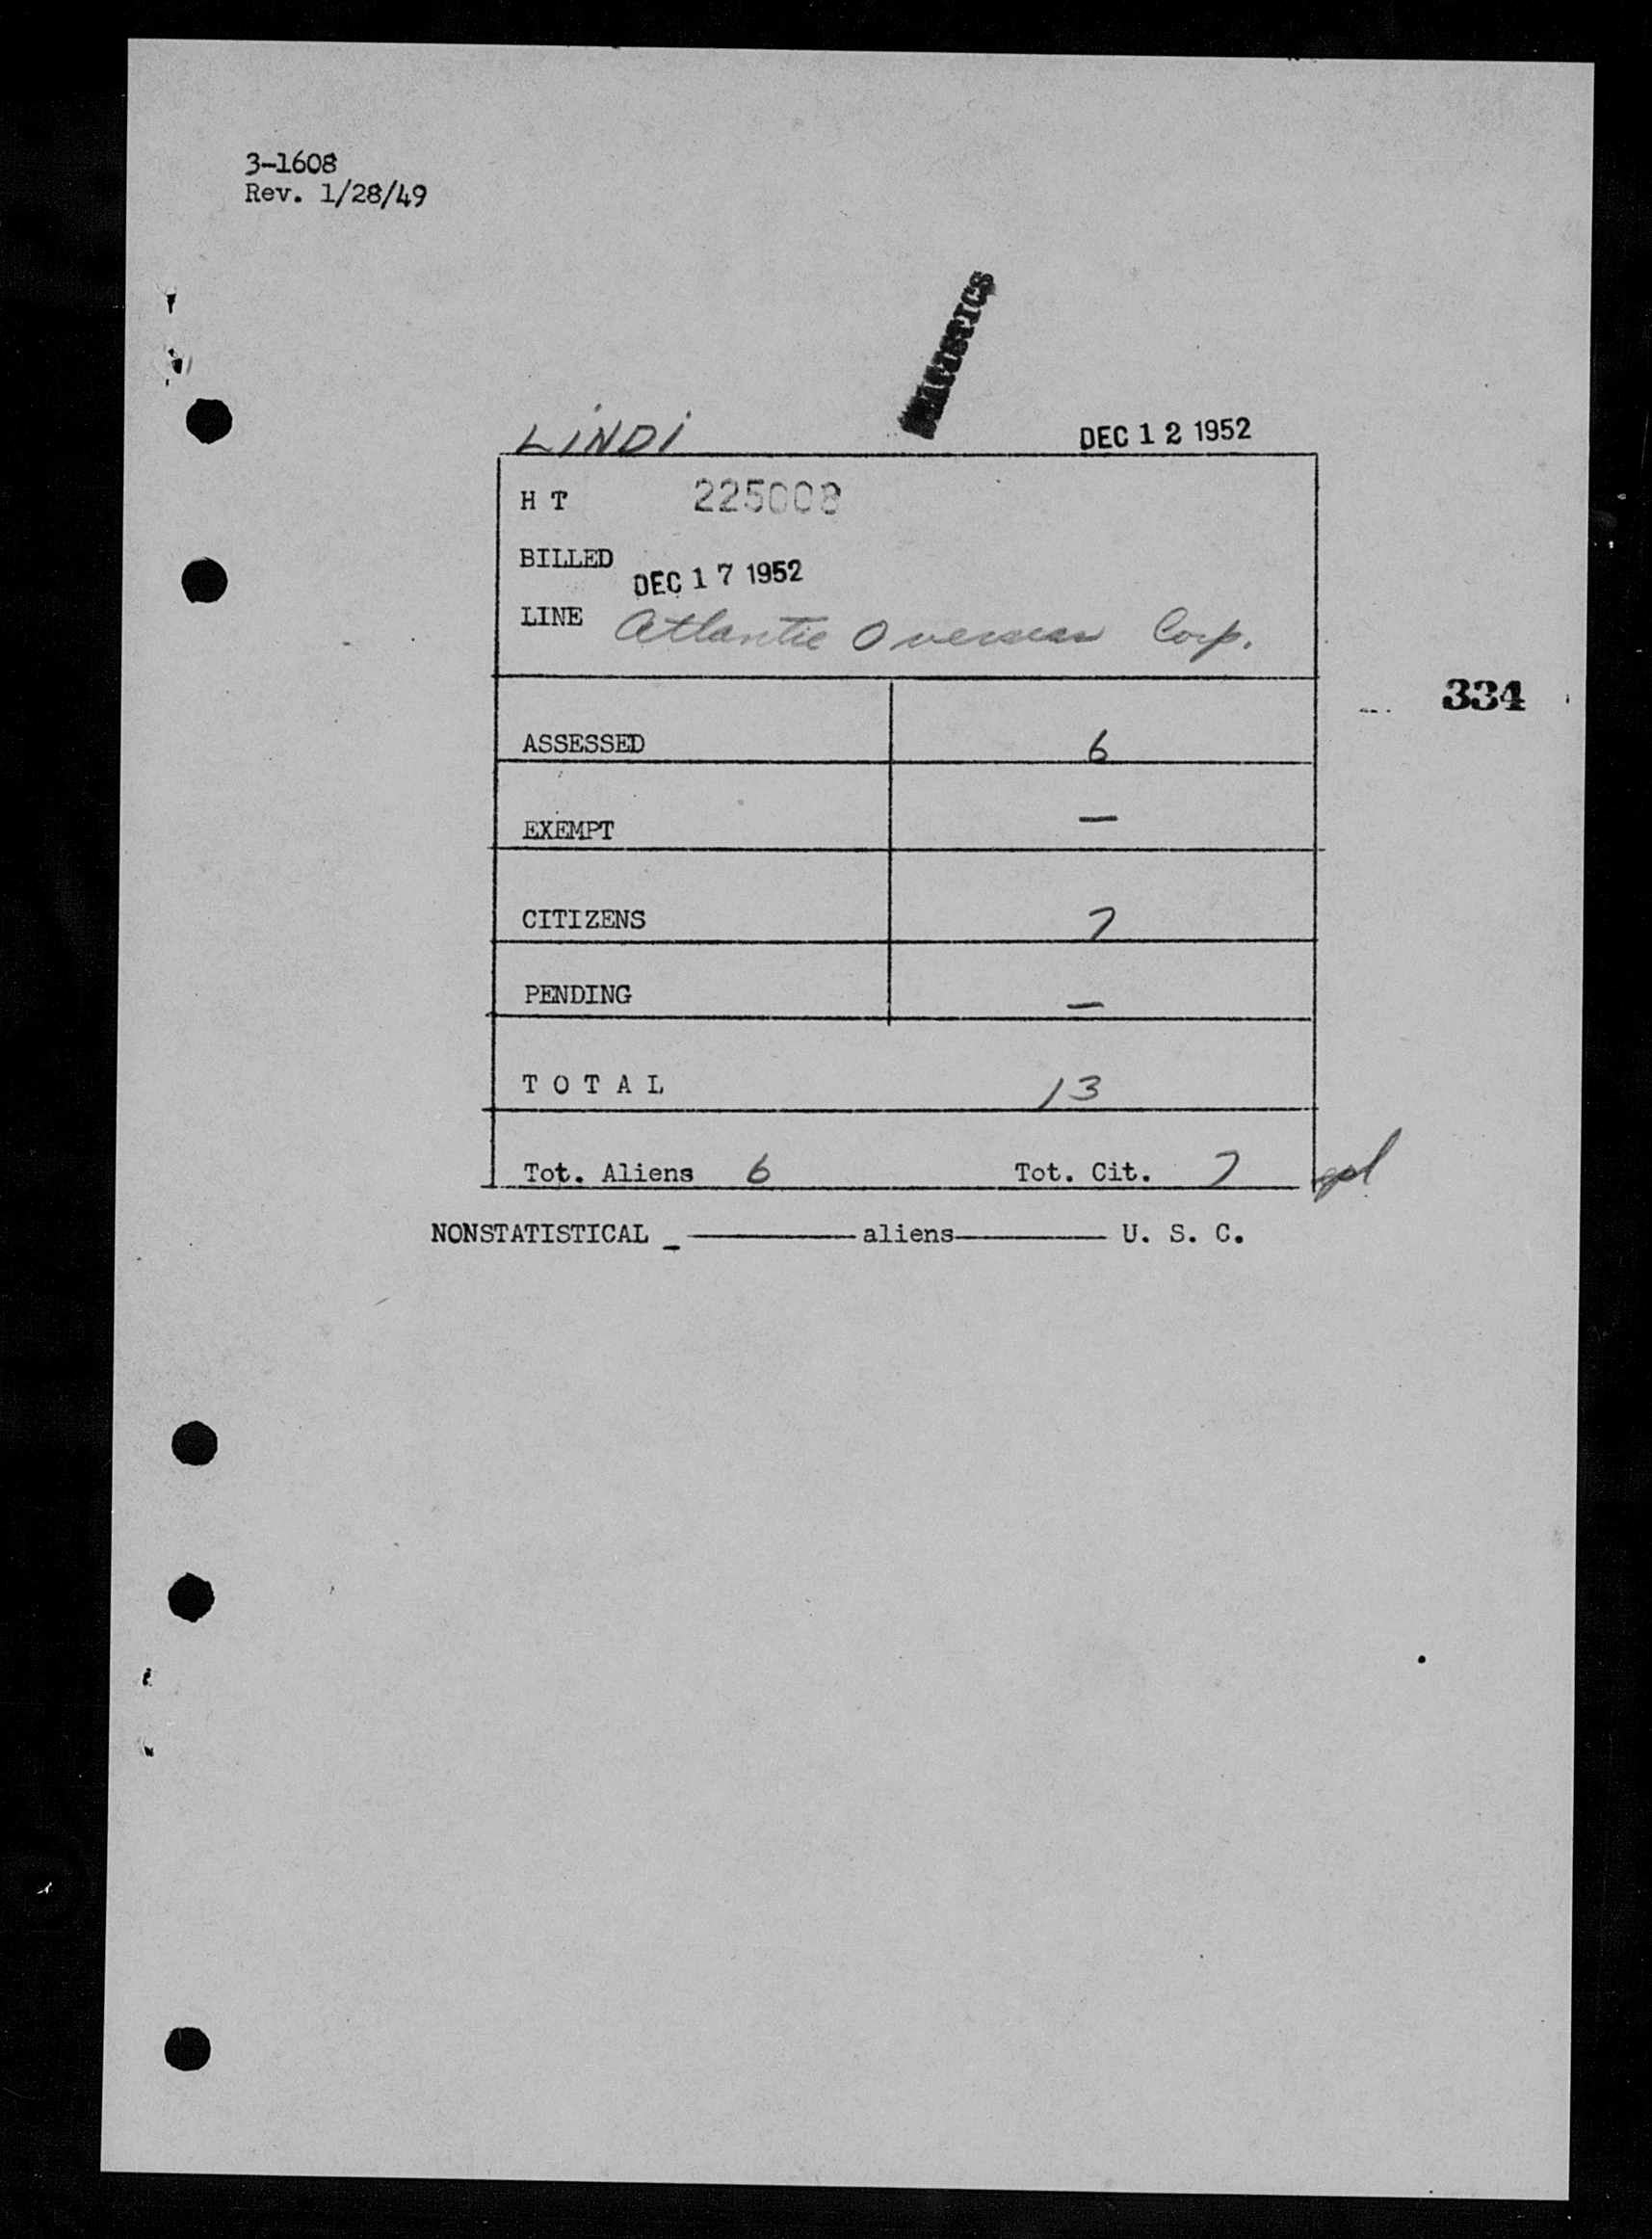 3-1608
Rev. 1/28/49
STATISTICS
LINDI DEC 12 1952
H T 225008
BILLED DEC 17 1952
LINE Atlantic Overseas Corp.
334
ASSESSED 6
EXEMPT —
CITIZENS 7
PENDING —
T O T A L 13
Tot. Aliens 6 Tot. Cit. 7
NONSTATISTICAL - ———— aliens ———— U. S. C.